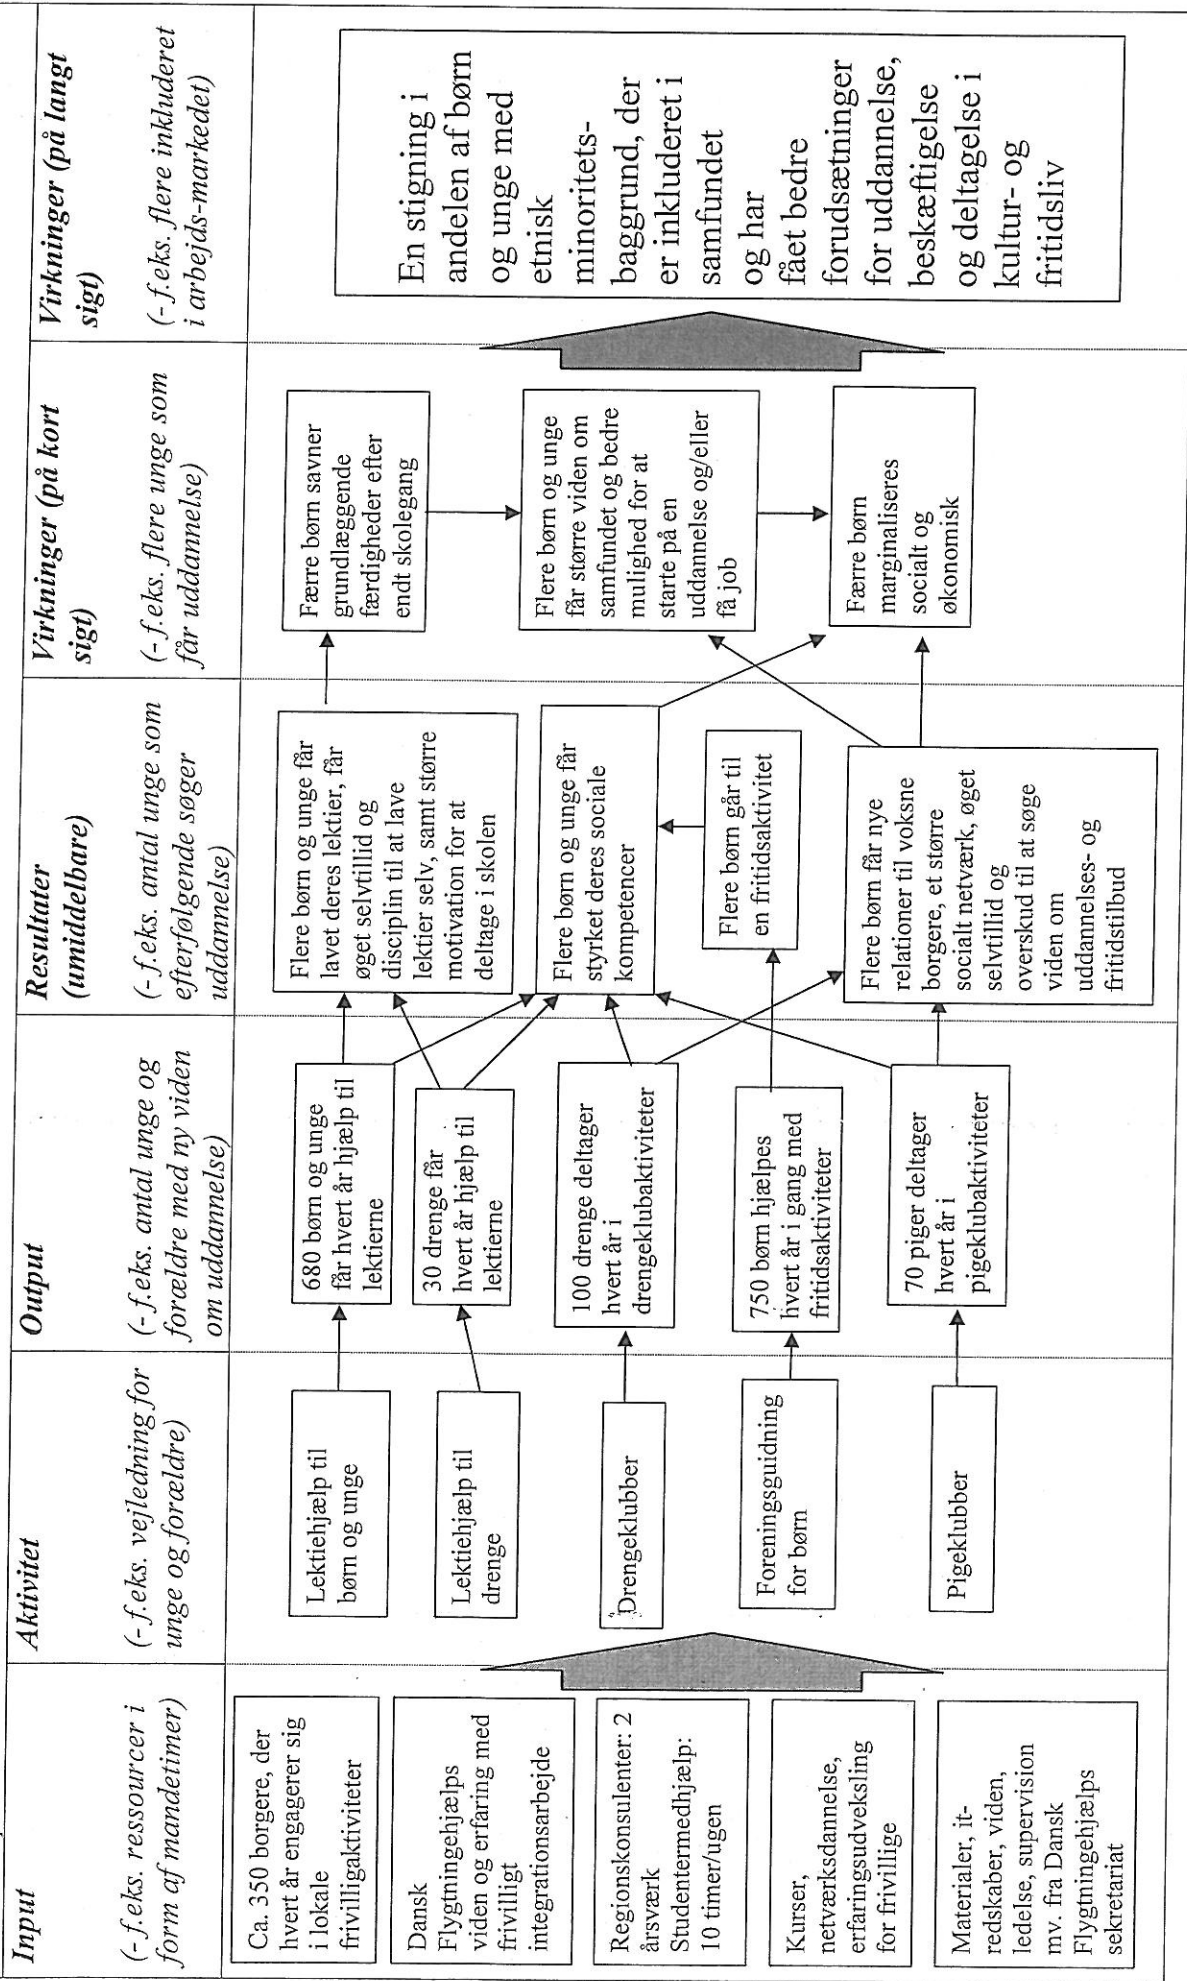 Input
(- f.eks. ressourcer i
form af mandetimer)
Ca. 350 borgere, der
hvert år engagerer sig
i lokale
frivilligaktiviteter
Dansk
Flygtningehjælps
viden og erfaring med
frivilligt
integrationsarbejde
Regionskonsulenter: 2
årsværk
Studentermedhjælp:
10 timer/ugen
Kurser,
netværksdannelse,
erfaringsudveksling
for frivillige
Materialer, it-
redskaber, viden,
ledelse, supervision
mv. fra Dansk
Flygtningehjælps
sekretariat
Aktivitet
(- f.eks. vejledning for
unge og forældre)
Lektiehjælp til
børn og unge
Lektiehjælp til
drenge
Drengeklubber
Foreningsguidning
for børn
Pigeklubber
Output
(- f.eks. antal unge og
forældre med ny viden
om uddannelse)
680 børn og unge
får hvert år hjælp til
lektierne
30 drenge får
hvert år hjælp til
lektierne
100 drenge deltager
hvert år i
drengeklubaktiviteter
750 børn hjælpes
hvert år i gang med
fritidsaktiviteter
70 piger deltager
hvert år i
pigeklubaktiviteter
Resultater
(umiddelbare)
(- f.eks. antal unge som
efterfølgende søger
uddannelse)
Flere børn og unge får
lavet deres lektier, får
øget selvtillid og
disciplin til at lave
lektier selv, samt større
motivation for at
deltage i skolen
Flere børn og unge får
styrket deres sociale
kompetencer
Flere børn går til
en fritidsaktivitet
Flere børn får nye
relationer til voksne
borgere, et større
socialt netværk, øget
selvtillid og
overskud til at søge
viden om
uddannelses- og
fritidstilbud
Virkninger (på kort
sigt)
(- f.eks. flere unge som
får uddannelse)
Færre børn savner
grundlæggende
færdigheder efter
endt skolegang
Flere børn og unge
får større viden om
samfundet og bedre
mulighed for at
starte på en
uddannelse og/eller
få job
Færre børn
marginaliseres
socialt og
økonomisk
Virkninger (på langt
sigt)
(- f.eks. flere inkluderet
i arbejds-markedet)
En stigning i
andelen af børn
og unge med
etnisk
minoritets-
baggrund, der
er inkluderet i
samfundet
og har
fået bedre
forudsætninger
for uddannelse,
beskæftigelse
og deltagelse i
kultur- og
fritidsliv